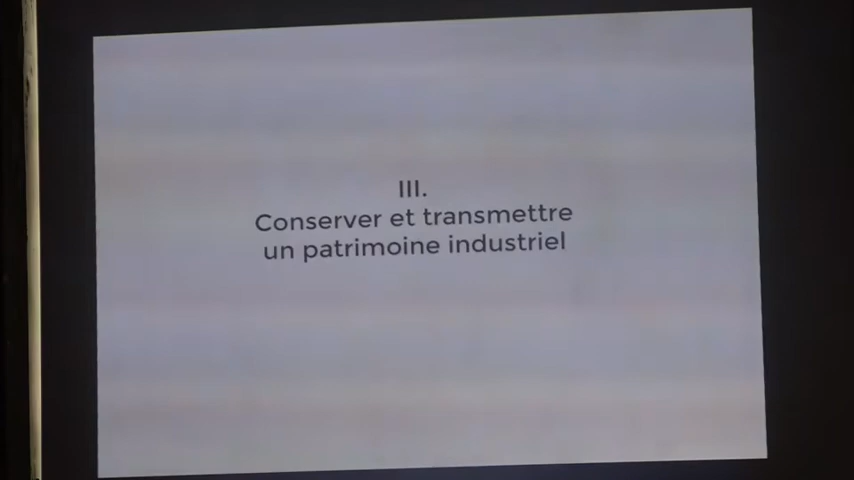 III.
Conserver et transmettre
un patrimoine industriel